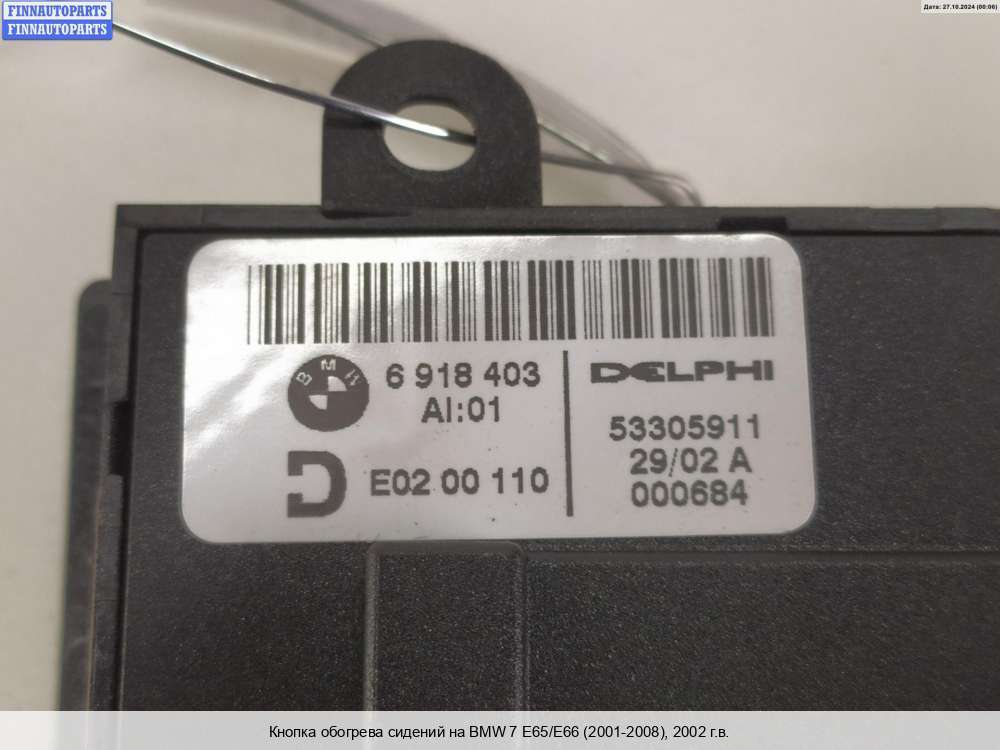 FINNAUTOPARTS
FINNAUTOPARTS
Дата: 27.10.2024 (00:06)
BMW
6 918 403
AI:01
D E02 00 110
DELPHI
53305911
29/02 A
000684
Кнопка обогрева сидений на BMW 7 E65/E66 (2001-2008), 2002 г.в.